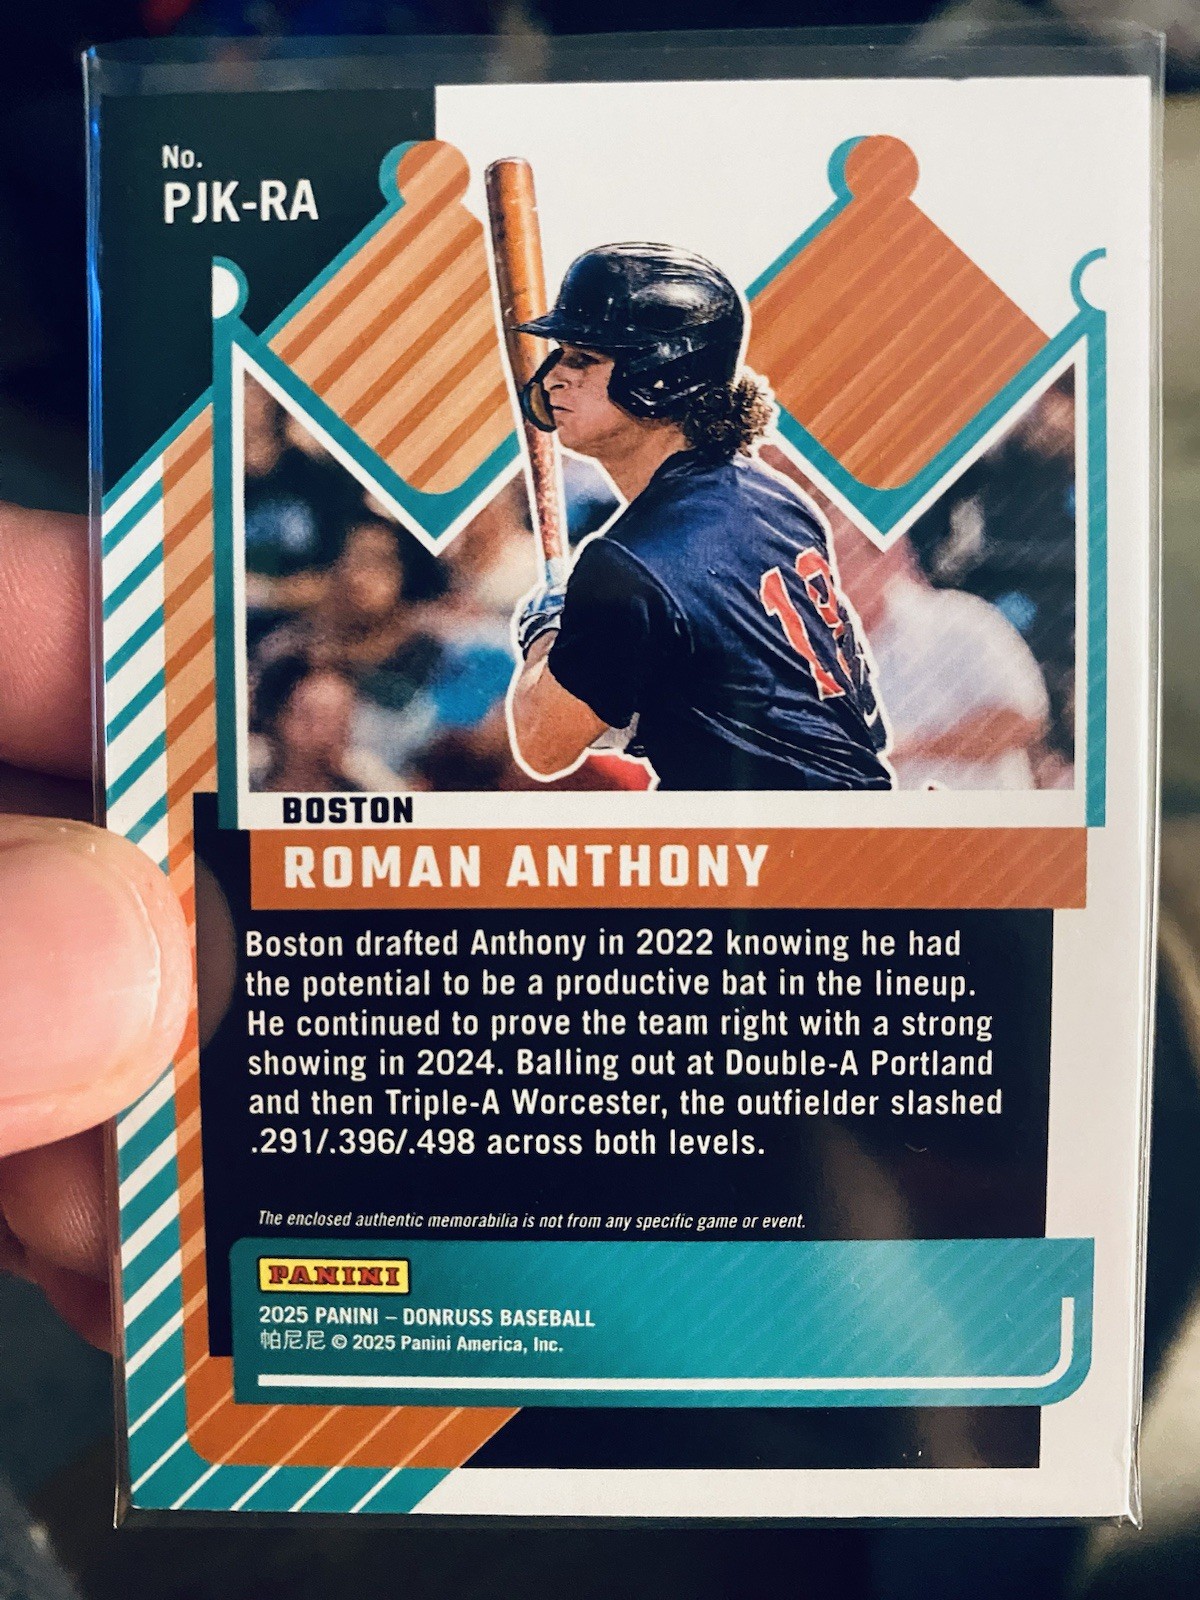 No.
PJK-RA
BOSTON
ROMAN ANTHONY
Boston drafted Anthony in 2022 knowing he had
the potential to be a productive bat in the lineup.
He continued to prove the team right with a strong
showing in 2024. Balling out at Double-A Portland
and then Triple-A Worcester, the outfielder slashed
.291/.396/.498 across both levels.
The enclosed authentic memorabilia is not from any specific game or event.
PANINI
2025 PANINI – DONRUSS BASEBALL
帕尼尼 © 2025 Panini America, Inc.